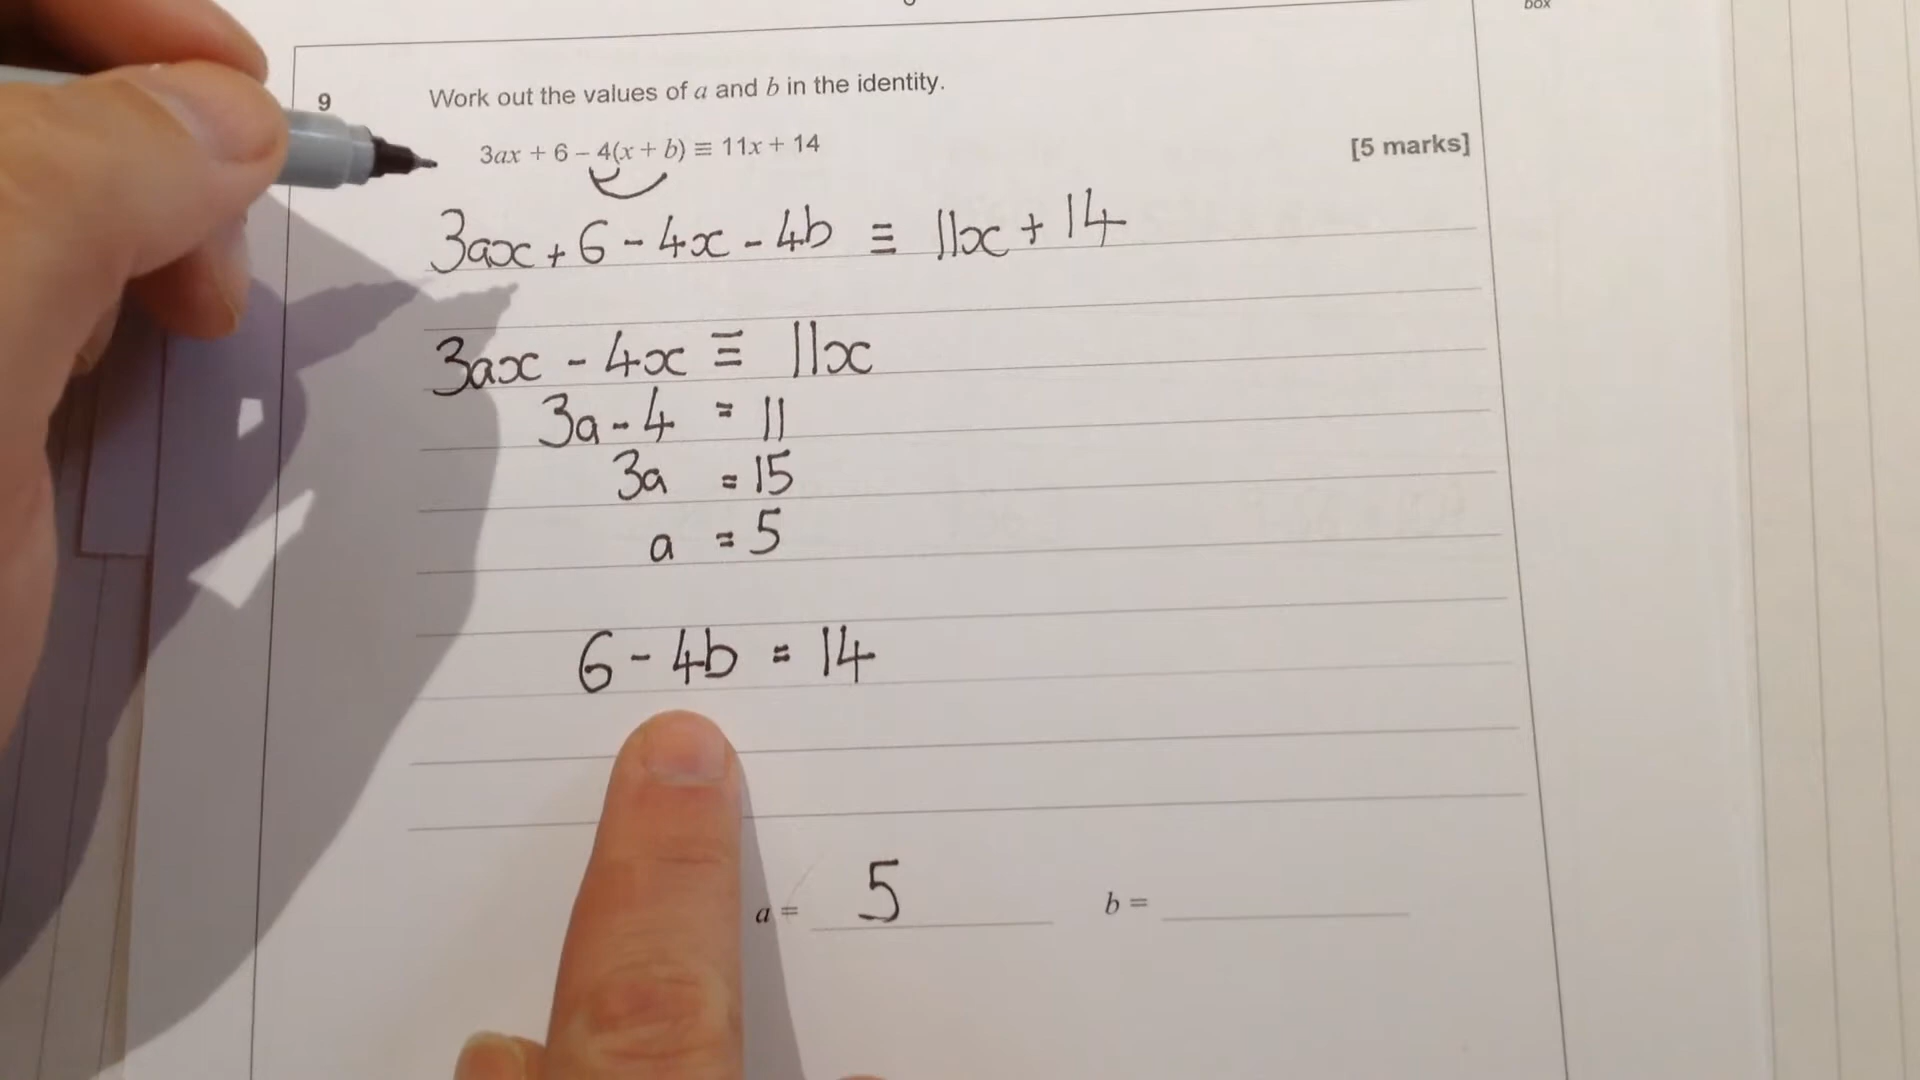 box
9 Work out the values of a and b in the identity.
3ax + 6 – 4(x + b) ≡ 11x + 14
[5 marks]
3ax + 6 - 4x - 4b ≡ 11x + 14
3ax - 4x ≡ 11x
3a - 4 = 11
3a = 15
a = 5
6 - 4b = 14
a = 5 b =